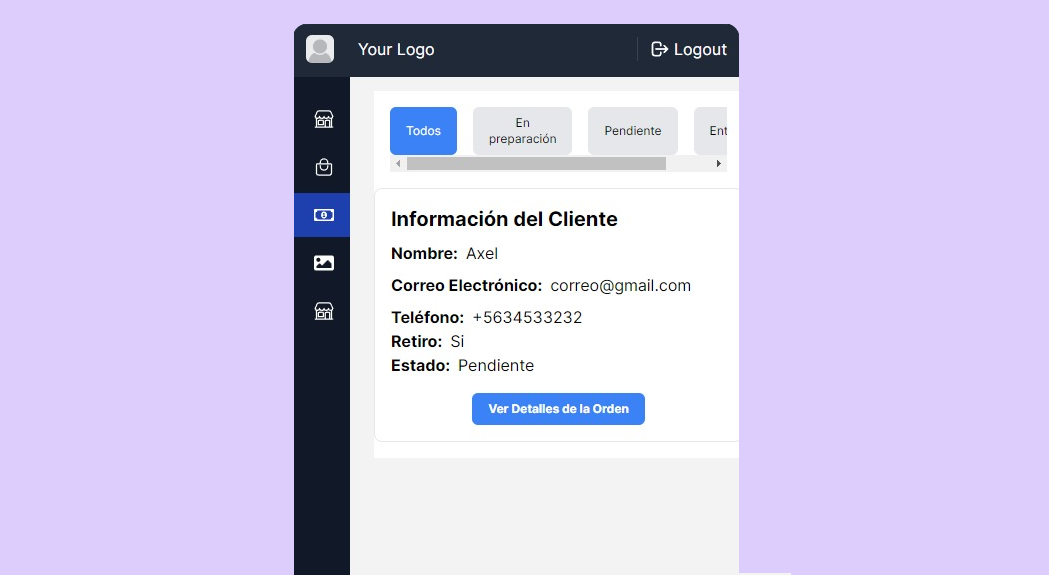 Your Logo
Logout
Todos
En
preparación
Pendiente
Ent
Información del Cliente
Nombre: Axel
Correo Electrónico: correo@gmail.com
Teléfono: +5634533232
Retiro: Si
Estado: Pendiente
Ver Detalles de la Orden